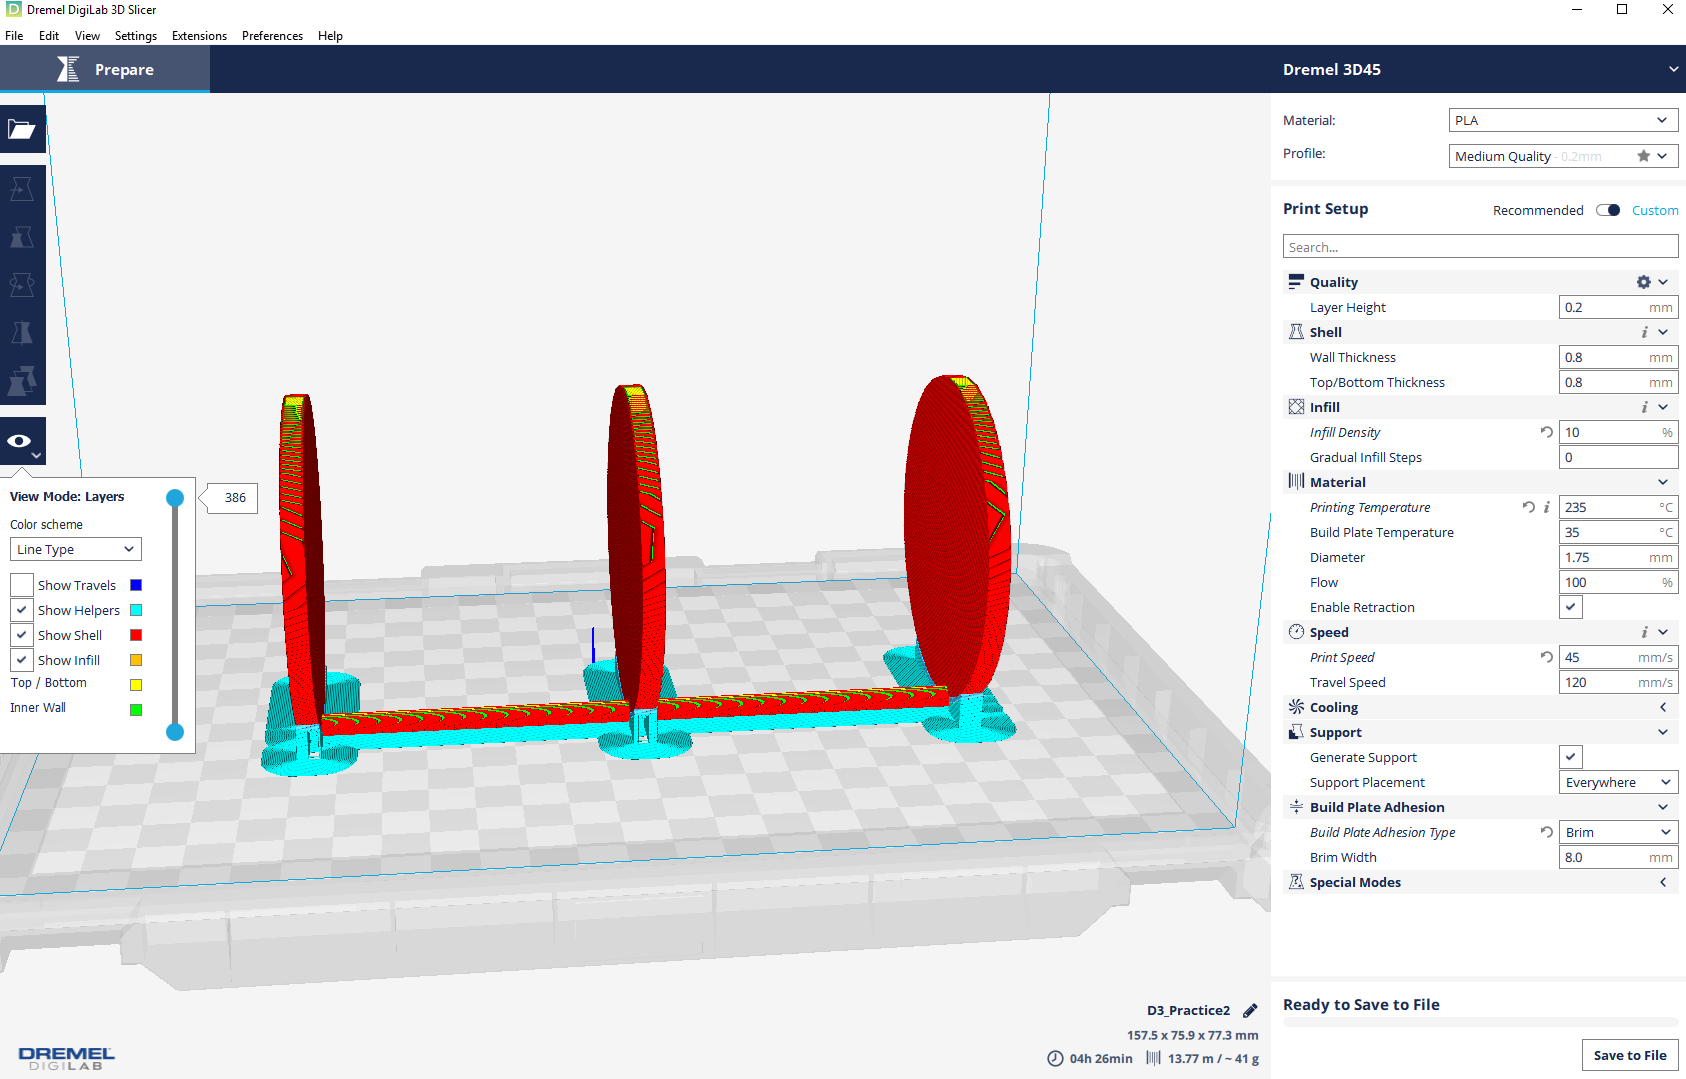 Dremel DigiLab 3D Slicer
File Edit View Settings Extensions Preferences Help
Prepare
Dremel 3D45
Material: PLA
Profile: Medium Quality - 0.2mm
Print Setup Recommended Custom
Search...
Quality
Layer Height 0.2 mm
Shell
Wall Thickness 0.8 mm
Top/Bottom Thickness 0.8 mm
Infill
Infill Density 10 %
Gradual Infill Steps 0
Material
Printing Temperature 235 °C
Build Plate Temperature 35 °C
Diameter 1.75 mm
Flow 100 %
Enable Retraction
Speed
Print Speed 45 mm/s
Travel Speed 120 mm/s
Cooling
Support
Generate Support
Support Placement Everywhere
Build Plate Adhesion
Build Plate Adhesion Type Brim
Brim Width 8.0 mm
Special Modes
View Mode: Layers
386
Color scheme
Line Type
Show Travels
Show Helpers
Show Shell
Show Infill
Top / Bottom
Inner Wall
D3_Practice2
157.5 x 75.9 x 77.3 mm
04h 26min 13.77 m / ~ 41 g
Ready to Save to File
Save to File
DREMEL
DIGILAB